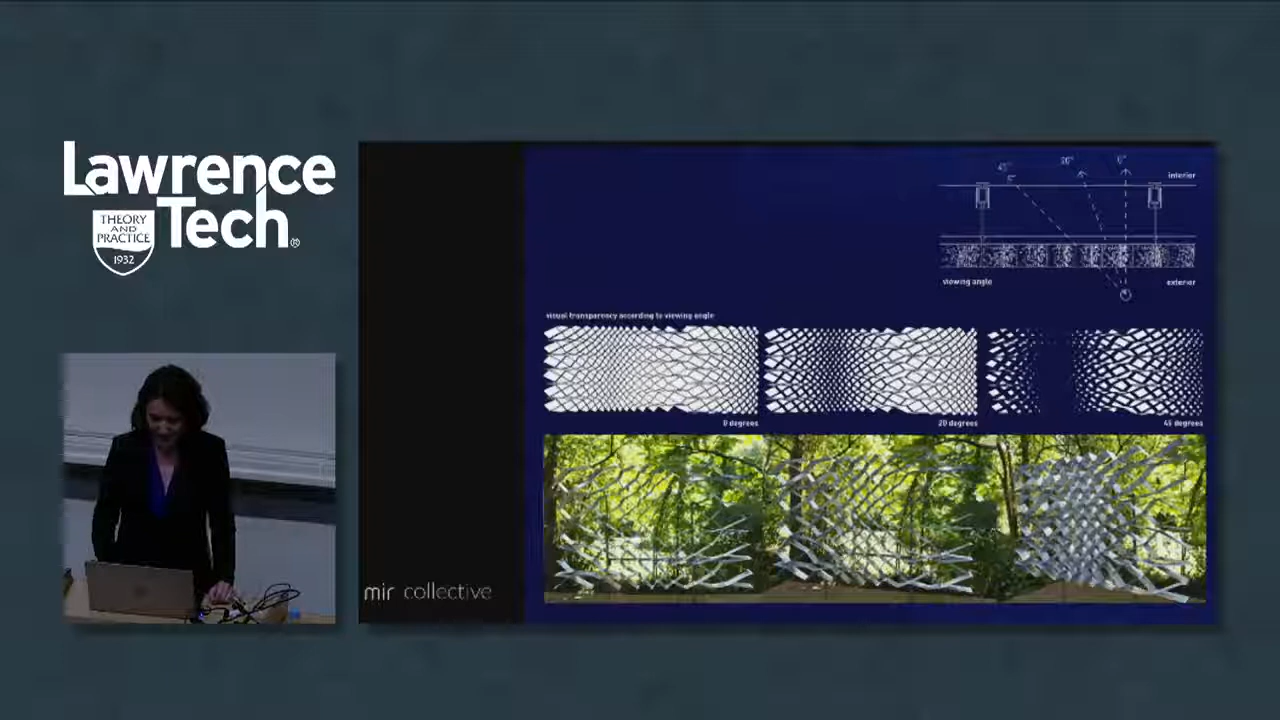 Lawrence
Tech®
THEORY
AND
PRACTICE
1932
45°
20°
0°
interior
viewing angle
exterior
visual transparency according to viewing angle
0 degrees
20 degrees
45 degrees
mir collective